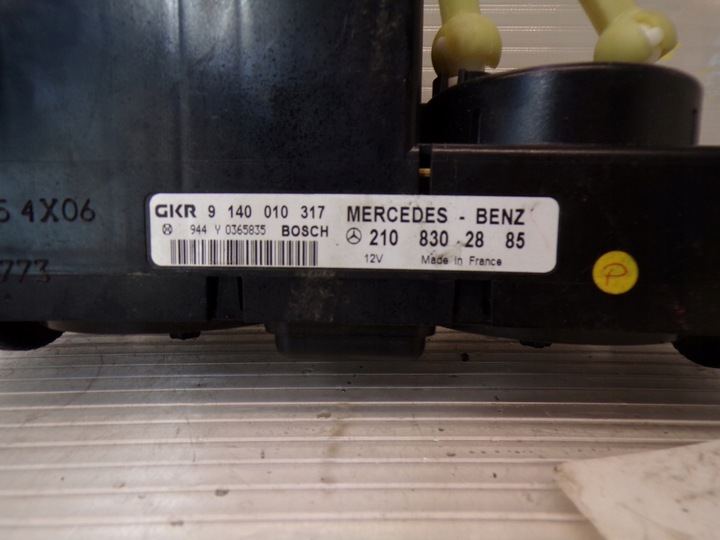 GKR 9 140 010 317 MERCEDES - BENZ
944 Y 0365835 BOSCH 210 830 28 85
12V Made in France
4X06
773
P